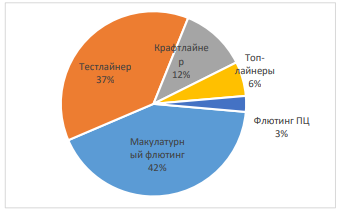 Крафтлайне
р
12%
Топ-
лайнеры
6%
Тестлайнер
37%
Флютинг ПЦ
3%
Макулатурн
ый флютинг
42%